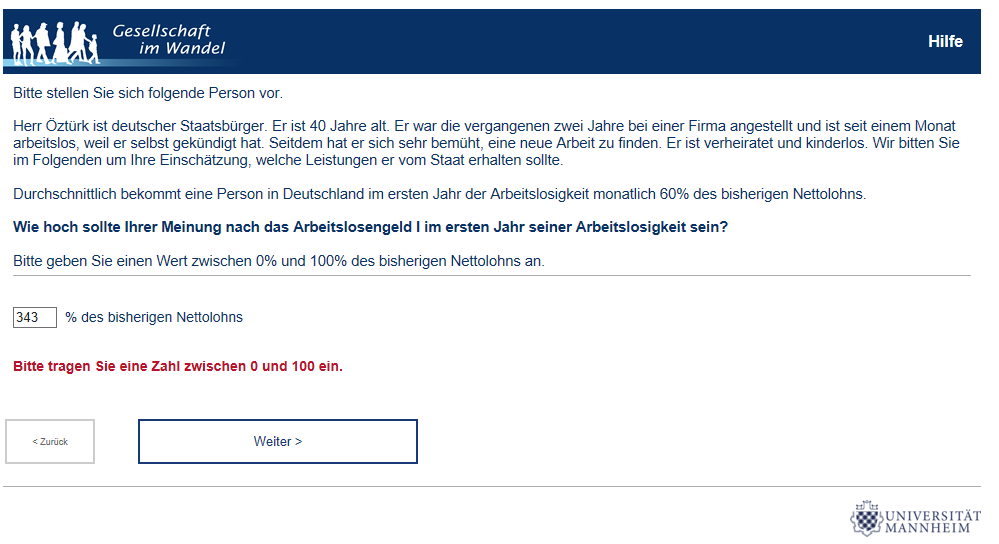 Gesellschaft
im Wandel
Hilfe
Bitte stellen Sie sich folgende Person vor.
Herr Öztürk ist deutscher Staatsbürger. Er ist 40 Jahre alt. Er war die vergangenen zwei Jahre bei einer Firma angestellt und ist seit einem Monat
arbeitslos, weil er selbst gekündigt hat. Seitdem hat er sich sehr bemüht, eine neue Arbeit zu finden. Er ist verheiratet und kinderlos. Wir bitten Sie
im Folgenden um Ihre Einschätzung, welche Leistungen er vom Staat erhalten sollte.
Durchschnittlich bekommt eine Person in Deutschland im ersten Jahr der Arbeitslosigkeit monatlich 60% des bisherigen Nettolohns.
Wie hoch sollte Ihrer Meinung nach das Arbeitslosengeld I im ersten Jahr seiner Arbeitslosigkeit sein?
Bitte geben Sie einen Wert zwischen 0% und 100% des bisherigen Nettolohns an.
343 % des bisherigen Nettolohns
Bitte tragen Sie eine Zahl zwischen 0 und 100 ein.
< Zurück
Weiter >
UNIVERSITÄT
MANNHEIM